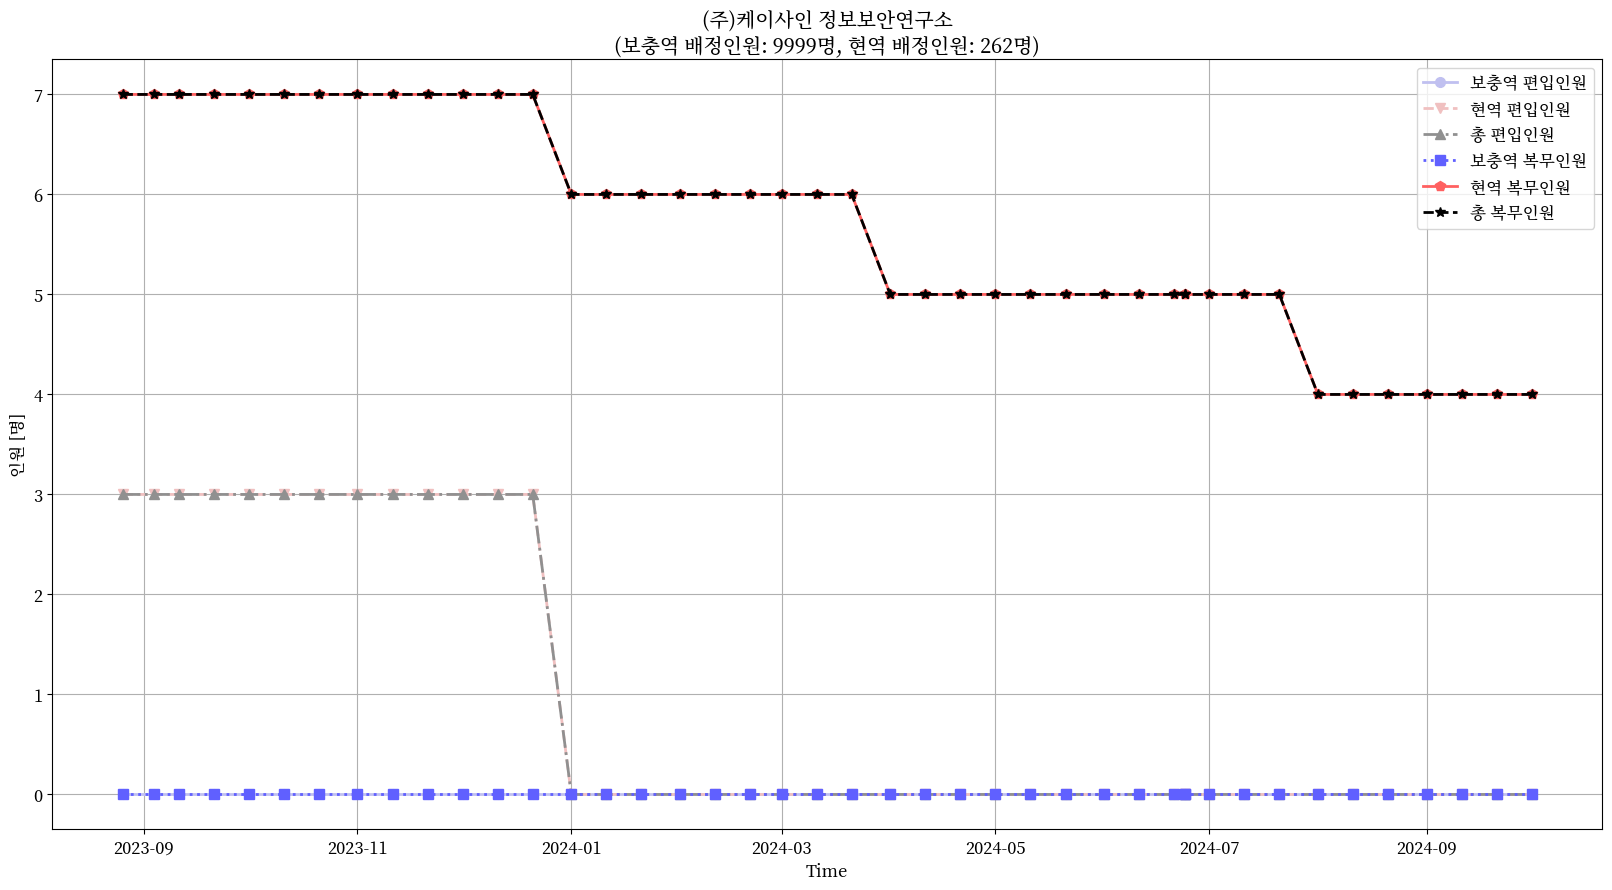 (주)케이사인 정보보안연구소
(보충역 배정인원: 9999명, 현역 배정인원: 262명)
보충역 편입인원
현역 편입인원
총 편입인원
보충역 복무인원
현역 복무인원
총 복무인원
인원 [명]
7
6
5
4
3
2
1
0
2023-09
2023-11
2024-01
2024-03
2024-05
2024-07
2024-09
Time